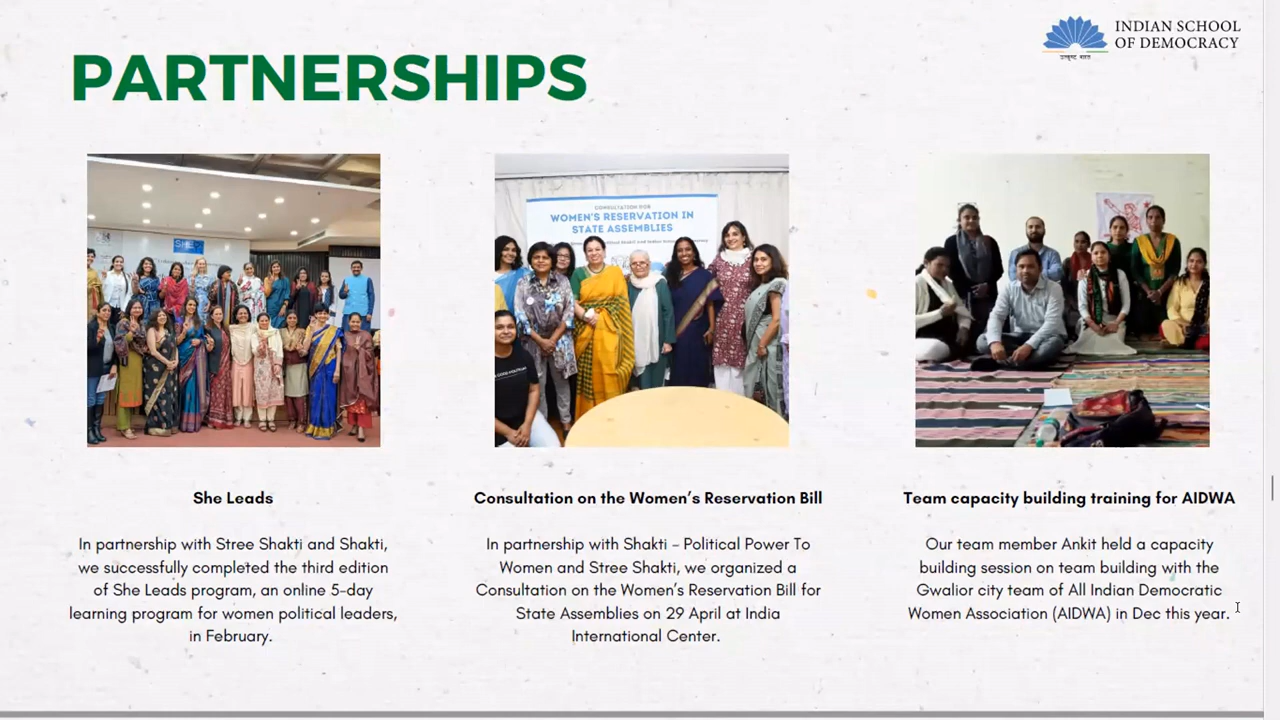 INDIAN SCHOOL
OF DEMOCRACY
उत्कृष्ट भारत
PARTNERSHIPS
SHE
CONSULTATION FOR
WOMEN'S RESERVATION IN
STATE ASSEMBLIES
She Leads
In partnership with Stree Shakti and Shakti,
we successfully completed the third edition
of She Leads program, an online 5-day
learning program for women political leaders,
in February.
Consultation on the Women's Reservation Bill
In partnership with Shakti – Political Power To
Women and Stree Shakti, we organized a
Consultation on the Women's Reservation Bill for
State Assemblies on 29 April at India
International Center.
Team capacity building training for AIDWA
Our team member Ankit held a capacity
building session on team building with the
Gwalior city team of All Indian Democratic
Women Association (AIDWA) in Dec this year.